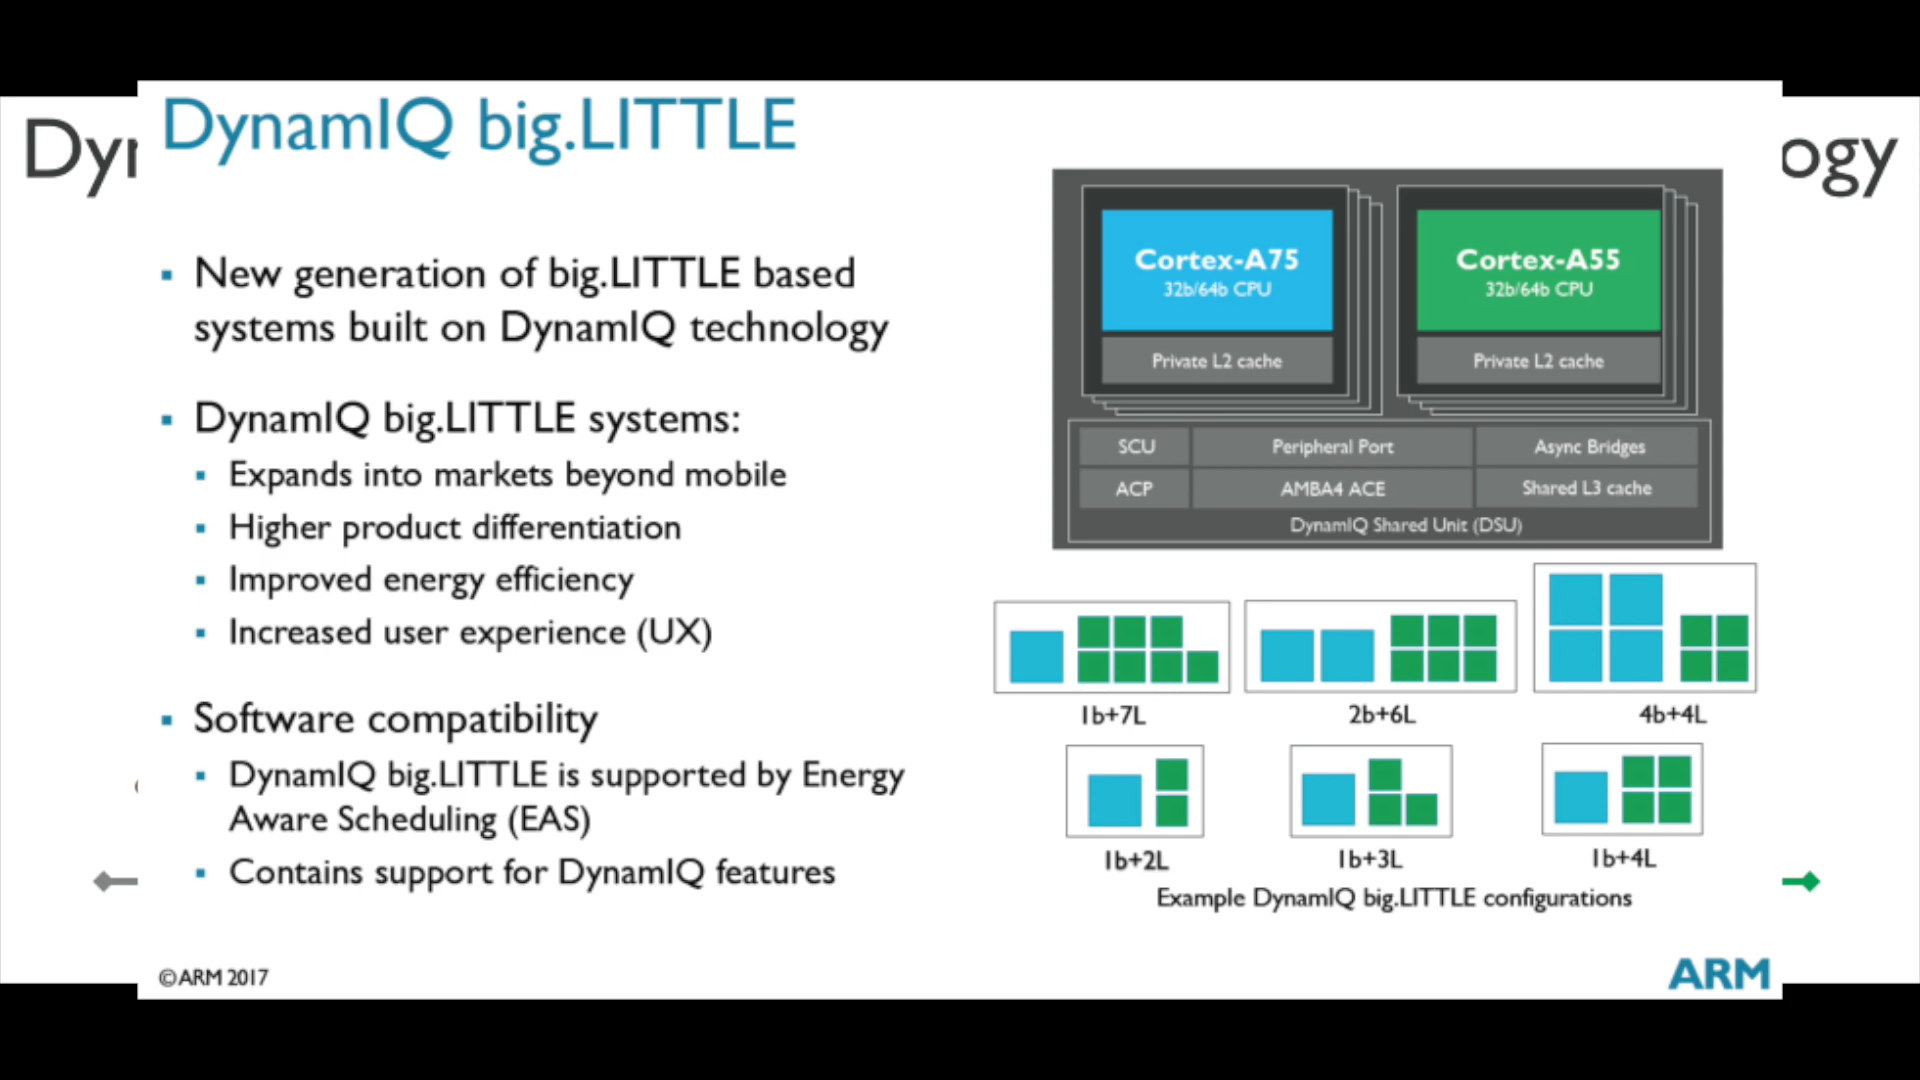 Dyn
ogy
DynamIQ big.LITTLE
▪ New generation of big.LITTLE based
systems built on DynamIQ technology
▪ DynamIQ big.LITTLE systems:
▪ Expands into markets beyond mobile
▪ Higher product differentiation
▪ Improved energy efficiency
▪ Increased user experience (UX)
▪ Software compatibility
▪ DynamIQ big.LITTLE is supported by Energy
Aware Scheduling (EAS)
▪ Contains support for DynamIQ features
Cortex-A75
32b/64b CPU
Private L2 cache
Cortex-A55
32b/64b CPU
Private L2 cache
SCU Peripheral Port Async Bridges
ACP AMBA4 ACE Shared L3 cache
DynamIQ Shared Unit (DSU)
1b+7L 2b+6L 4b+4L
1b+2L 1b+3L 1b+4L
Example DynamIQ big.LITTLE configurations
©ARM 2017
ARM